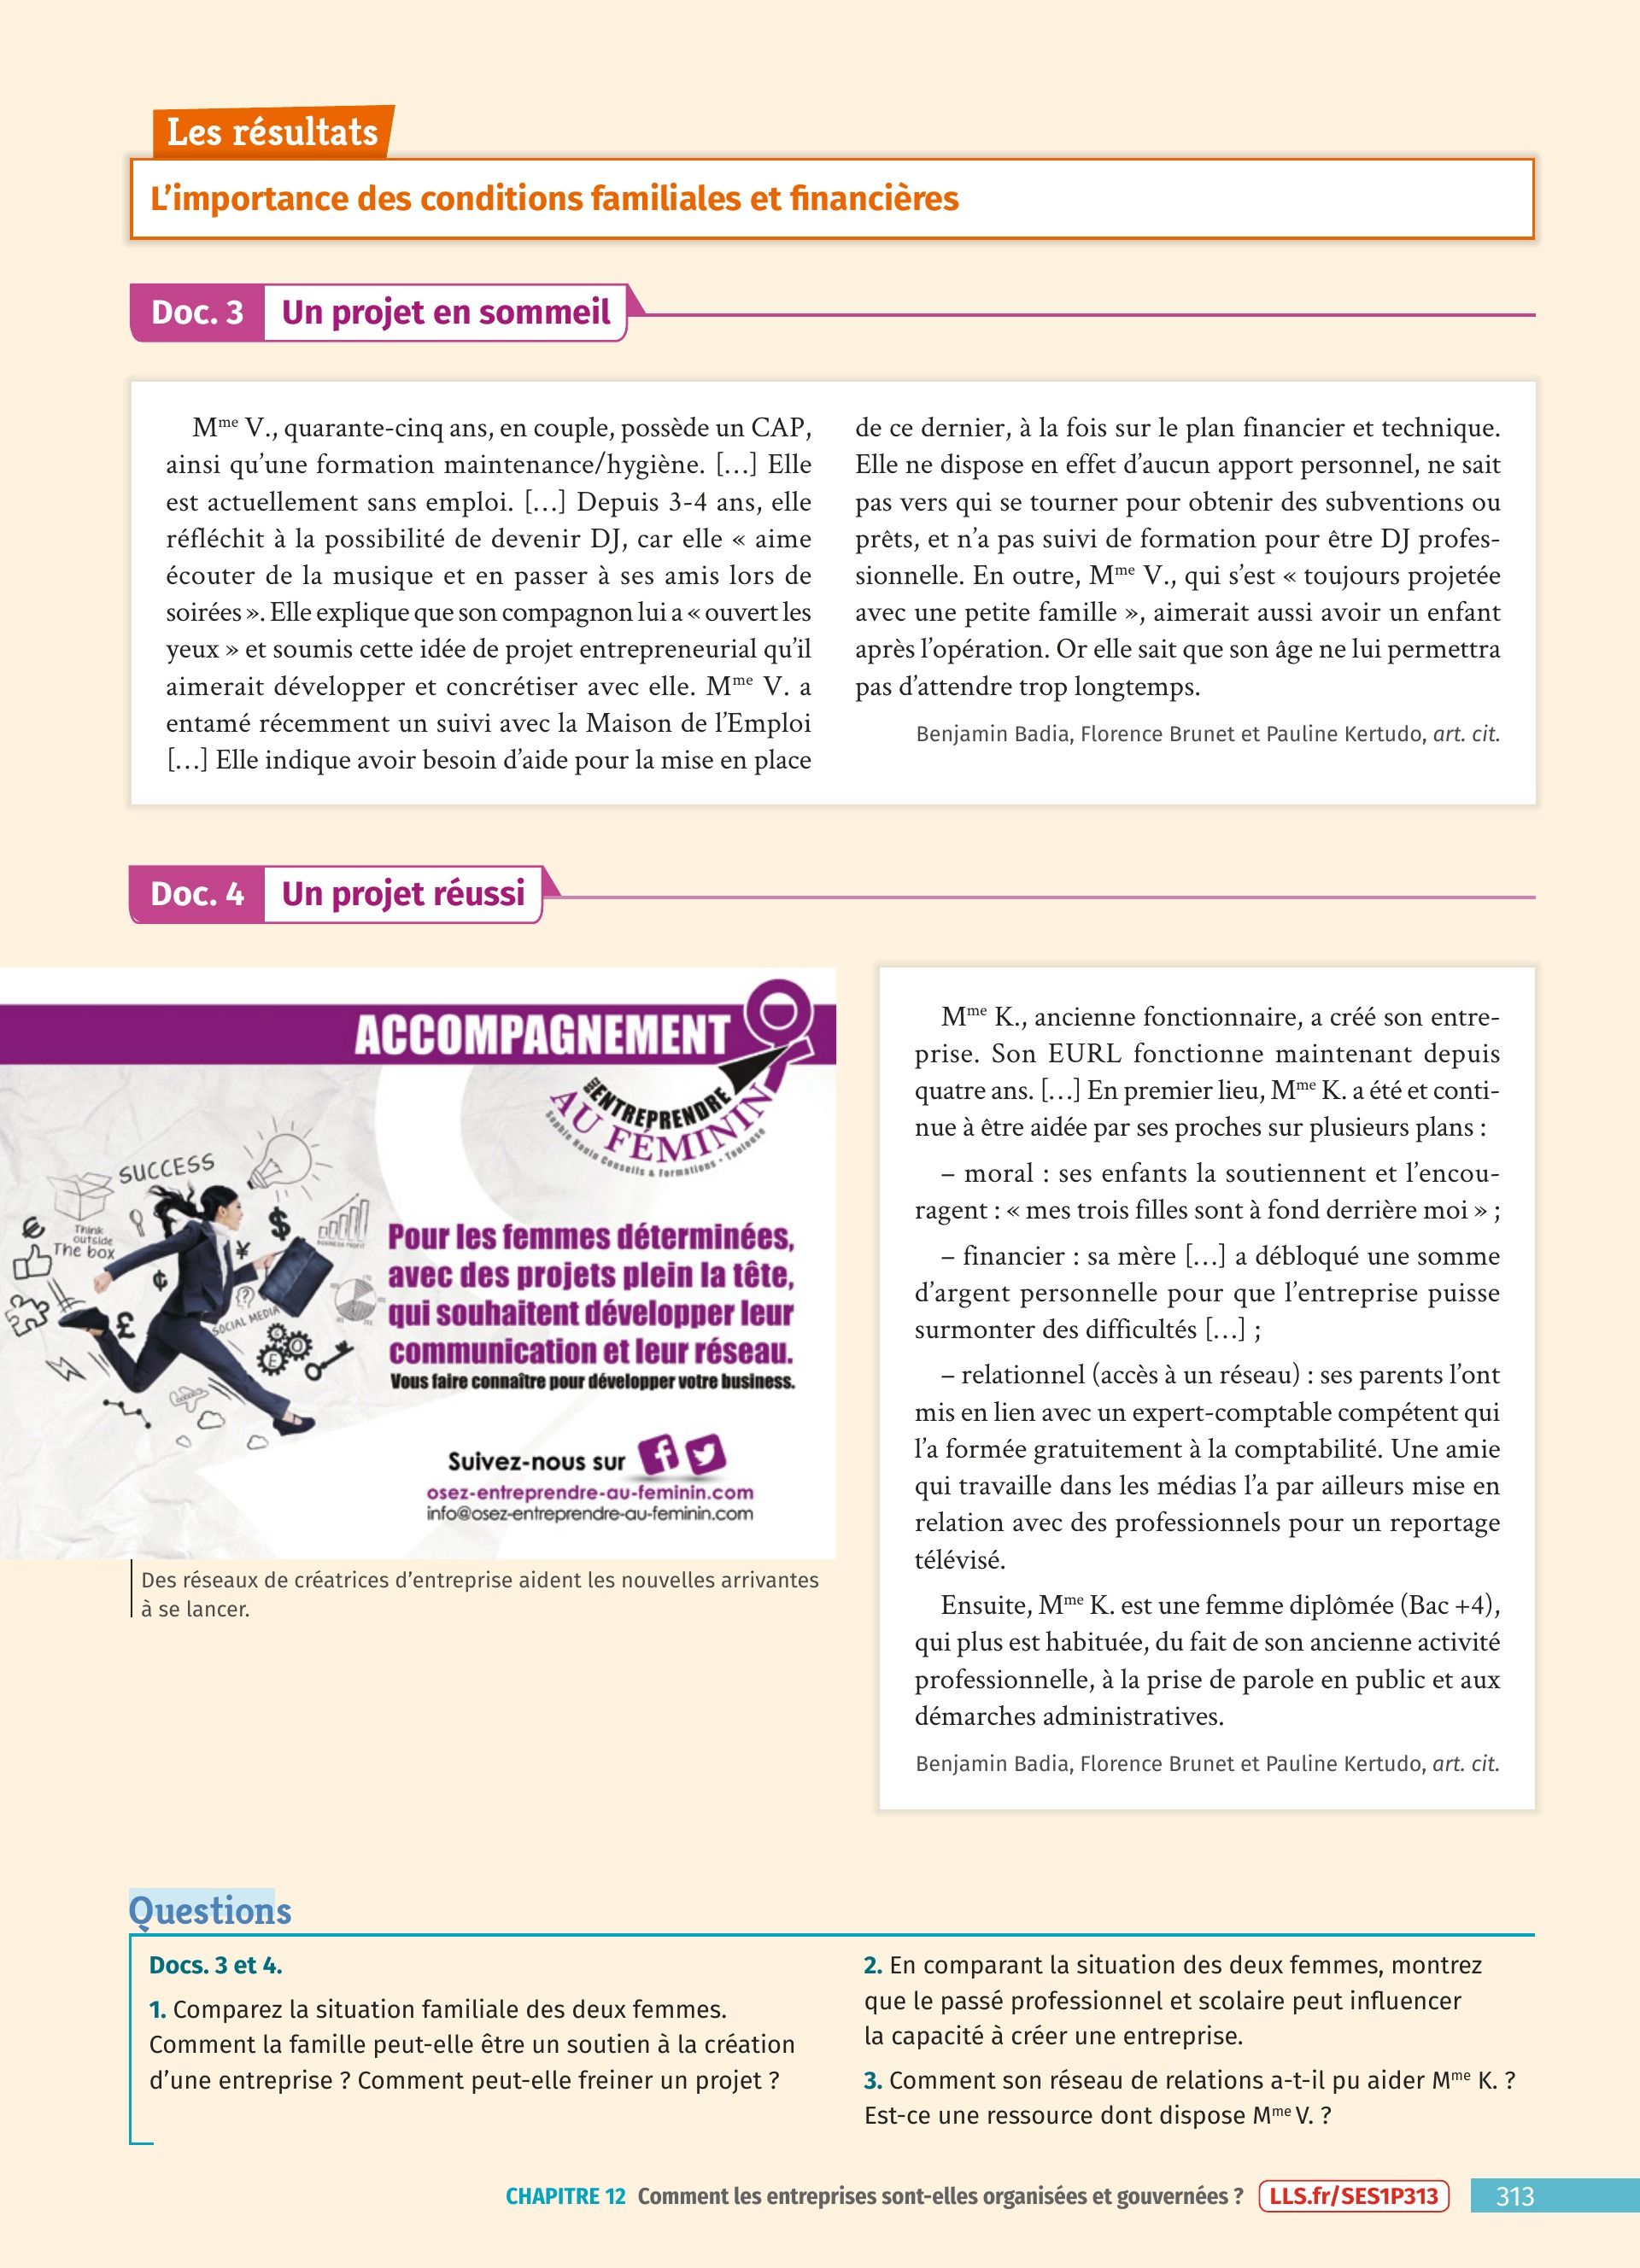 Les résultats
L’importance des conditions familiales et financières
Doc. 3 Un projet en sommeil
Mme V., quarante-cinq ans, en couple, possède un CAP,
ainsi qu’une formation maintenance/hygiène. […] Elle
est actuellement sans emploi. […] Depuis 3-4 ans, elle
réfléchit à la possibilité de devenir DJ, car elle « aime
écouter de la musique et en passer à ses amis lors de
soirées ». Elle explique que son compagnon lui a « ouvert les
yeux » et soumis cette idée de projet entrepreneurial qu’il
aimerait développer et concrétiser avec elle. Mme V. a
entamé récemment un suivi avec la Maison de l’Emploi
[…] Elle indique avoir besoin d’aide pour la mise en place
de ce dernier, à la fois sur le plan financier et technique.
Elle ne dispose en effet d’aucun apport personnel, ne sait
pas vers qui se tourner pour obtenir des subventions ou
prêts, et n’a pas suivi de formation pour être DJ profes-
sionnelle. En outre, Mme V., qui s’est « toujours projetée
avec une petite famille », aimerait aussi avoir un enfant
après l’opération. Or elle sait que son âge ne lui permettra
pas d’attendre trop longtemps.
Benjamin Badia, Florence Brunet et Pauline Kertudo, art. cit.
Doc. 4 Un projet réussi
ACCOMPAGNEMENT
OSEZ
ENTREPRENDRE
AU FÉMININ
Conseils & Formations - Toulouse
SUCCESS
Think
outside
The box
BUSINESS PROFIT
SOCIAL MEDIA
Pour les femmes déterminées,
avec des projets plein la tête,
qui souhaitent développer leur
communication et leur réseau.
Vous faire connaître pour développer votre business.
Suivez-nous sur
osez-entreprendre-au-feminin.com
info@osez-entreprendre-au-feminin.com
Des réseaux de créatrices d’entreprise aident les nouvelles arrivantes
à se lancer.
Mme K., ancienne fonctionnaire, a créé son entre-
prise. Son EURL fonctionne maintenant depuis
quatre ans. […] En premier lieu, Mme K. a été et conti-
nue à être aidée par ses proches sur plusieurs plans :
– moral : ses enfants la soutiennent et l’encou-
ragent : « mes trois filles sont à fond derrière moi » ;
– financier : sa mère […] a débloqué une somme
d’argent personnelle pour que l’entreprise puisse
surmonter des difficultés […] ;
– relationnel (accès à un réseau) : ses parents l’ont
mis en lien avec un expert-comptable compétent qui
l’a formée gratuitement à la comptabilité. Une amie
qui travaille dans les médias l’a par ailleurs mise en
relation avec des professionnels pour un reportage
télévisé.
Ensuite, Mme K. est une femme diplômée (Bac +4),
qui plus est habituée, du fait de son ancienne activité
professionnelle, à la prise de parole en public et aux
démarches administratives.
Benjamin Badia, Florence Brunet et Pauline Kertudo, art. cit.
Questions
Docs. 3 et 4.
1. Comparez la situation familiale des deux femmes.
Comment la famille peut-elle être un soutien à la création
d’une entreprise ? Comment peut-elle freiner un projet ?
2. En comparant la situation des deux femmes, montrez
que le passé professionnel et scolaire peut influencer
la capacité à créer une entreprise.
3. Comment son réseau de relations a-t-il pu aider Mme K. ?
Est-ce une ressource dont dispose Mme V. ?
CHAPITRE 12 Comment les entreprises sont-elles organisées et gouvernées ? LLS.fr/SES1P313 313